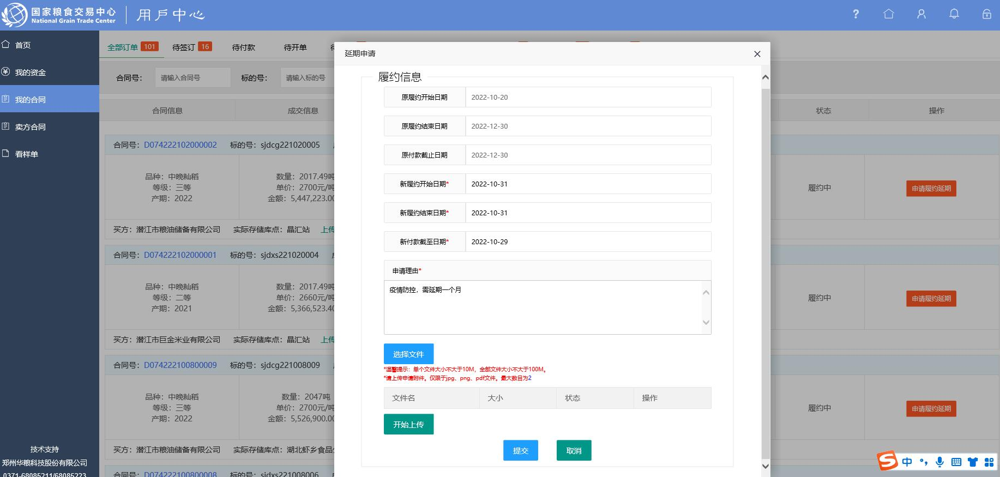 国家粮食交易中心
National Grain Trade Center
用户中心
首页
我的资金
我的合同
卖方合同
看样单
技术支持
郑州华粮科技股份有限公司
0371-68085211/68085223
全部订单 101 待签订 16 待付款 待开单
合同号： 请输入合同号 标的号： 请输入标的号
合同信息 成交信息 状态 操作
合同号：D074222102000002 标的号：sjdcg221020005
品种：中晚籼稻
等级：三等
产期：2022
数量：2017.49吨
单价：2700元/吨
金额：5,447,223.00
履约中
申请履约延期
买方：潜江市粮油储备有限公司 实际存储库点：晶汇站 上传
合同号：D074222102000001 标的号：sjdxs221020004
品种：中晚籼稻
等级：二等
产期：2021
数量：2017.49吨
单价：2660元/吨
金额：5,366,523.40
履约中
申请履约延期
买方：潜江市巨金米业有限公司 实际存储库点：晶汇站 上传
合同号：D074222100800009 标的号：sjdcg221008009
品种：中晚籼稻
等级：三等
产期：2022
数量：2047吨
单价：2700元/吨
金额：5,526,900.00
履约中
申请履约延期
买方：潜江市粮油储备有限公司 实际存储库点：湖北虾乡食品
合同号：D074222100800008 标的号：sjdxs221008006
延期申请
履约信息
原履约开始日期 2022-10-20
原履约结束日期 2022-12-30
原付款截止日期 2022-12-30
新履约开始日期* 2022-10-31
新履约结束日期* 2022-10-31
新付款截至日期* 2022-10-29
申请理由*
疫情防控，需延期一个月
选择文件
*温馨提示：单个文件大小不大于10M，全部文件大小不大于100M。
*请上传申请附件。仅限于jpg、png、pdf文件。最大数目为2
文件名 大小 状态 操作
开始上传
提交 取消
中